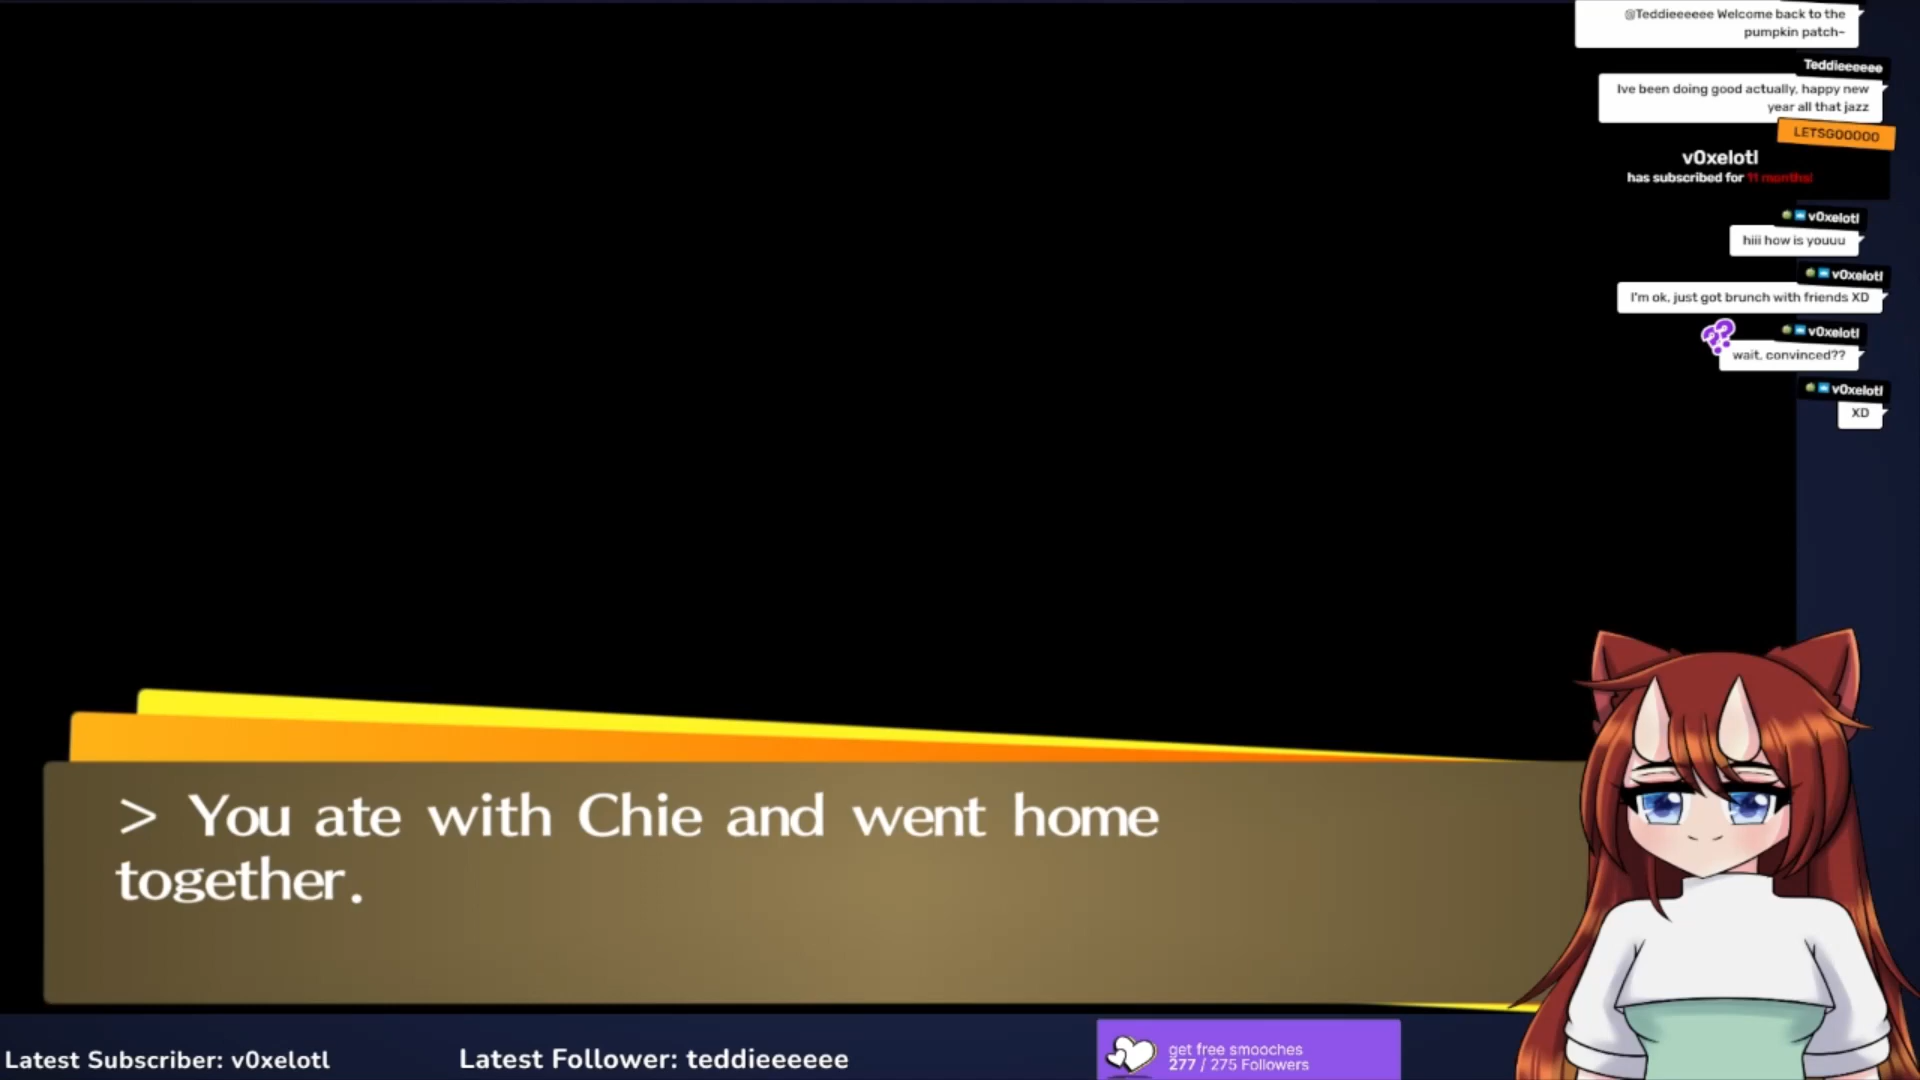 @Teddieeeeee Welcome back to the
pumpkin patch~
Teddieeeeee
Ive been doing good actually, happy new
year all that jazz
LETSGOOOOO
v0xelotl
has subscribed for 11 months!
v0xelotl
hiii how is youuu
v0xelotl
I'm ok, just got brunch with friends XD
v0xelotl
??
wait, convinced??
v0xelotl
XD
> You ate with Chie and went home
together.
Latest Subscriber: v0xelotl
Latest Follower: teddieeeeee
get free smooches
277 / 275 Followers